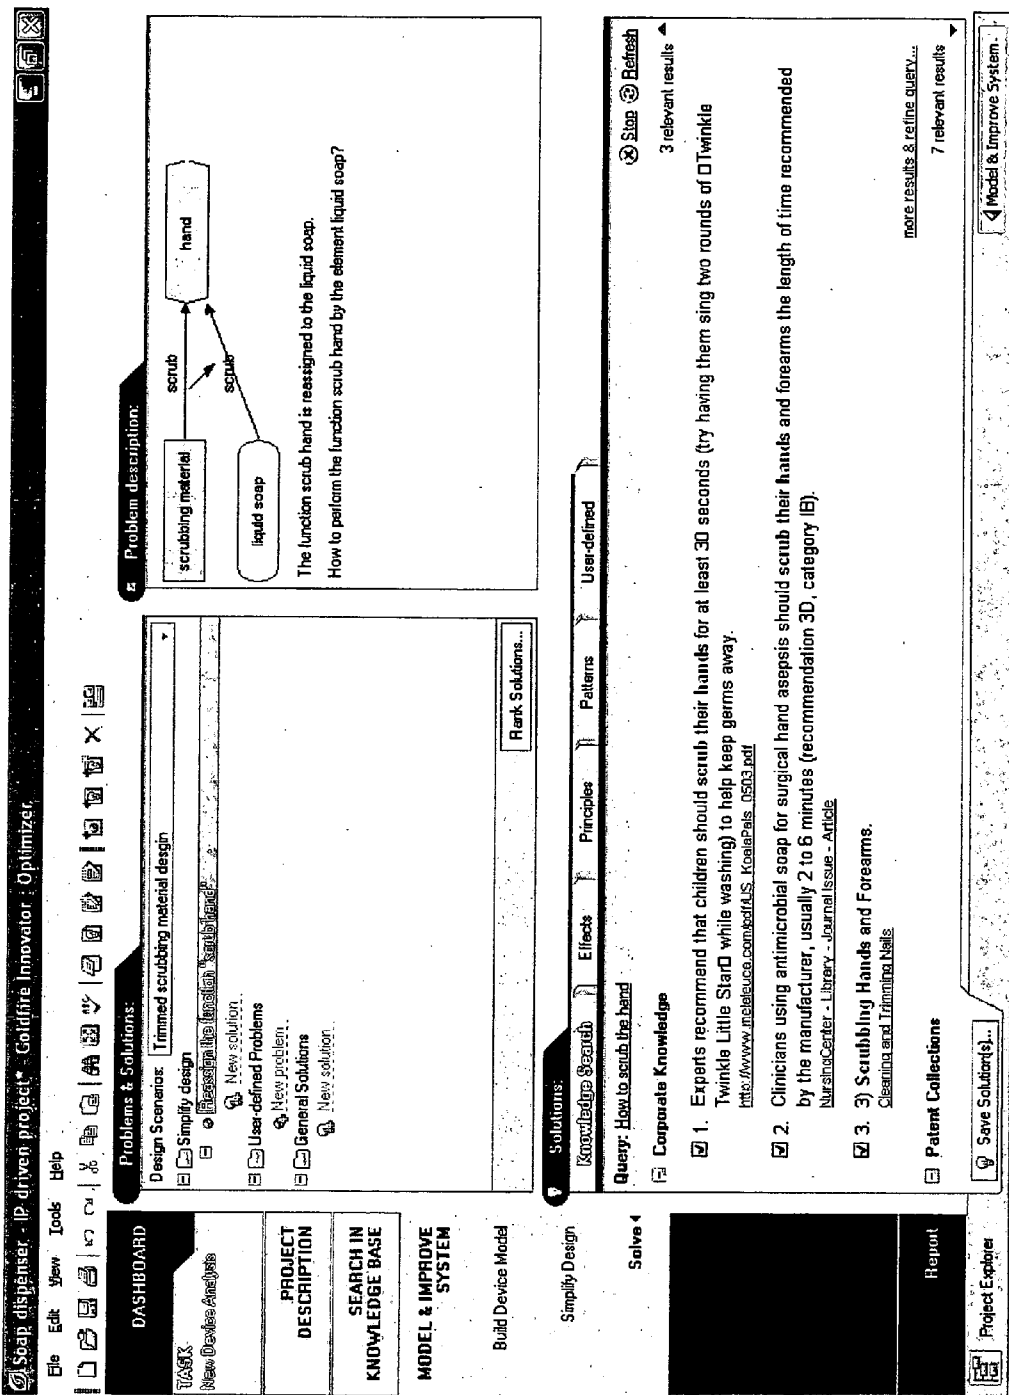 Soap dispenser. - IP-driven project* - Goldfire Innovator : Optimizer
File Edit View Tools Help
DASHBOARD
TASK
New Device Analysis
PROJECT
DESCRIPTION
SEARCH IN
KNOWLEDGE BASE
MODEL & IMPROVE
SYSTEM
Build Device Model
Simplify Design
Solve
Report
Problems & Solutions:
Design Scenarios: Trimmed scrubbing material desgin
Simplify design
Reassign the function "scrub hand"
New solution...
User-defined Problems
New problem...
General Solutions
New solution...
Rank Solutions...
Problem description:
scrubbing material
scrub
hand
scrub
liquid soap
The function scrub hand is reassigned to the liquid soap.
How to perform the function scrub hand by the element liquid soap?
Solutions:
Knowledge Search Effects Principles Patterns User-defined
Query: How to scrub the hand
Stop Refresh
Corporate Knowledge
3 relevant results
1. Experts recommend that children should scrub their hands for at least 30 seconds (try having them sing two rounds of □Twinkle
Twinkle Little Star□ while washing) to help keep germs away.
http://www.meleleuce.com/pdf/US_KoalaPals_0503.pdf
2. Clinicians using antimicrobial soap for surgical hand asepsis should scrub their hands and forearms the length of time recommended
by the manufacturer, usually 2 to 6 minutes (recommendation 3D, category IB).
NursingCenter - Library - Journal Issue - Article
3. 3) Scrubbing Hands and Forearms.
Cleaning and Trimming Nails
more results & refine query...
Patent Collections
7 relevant results
Save Solution(s)...
Model & Improve System
Project Explorer